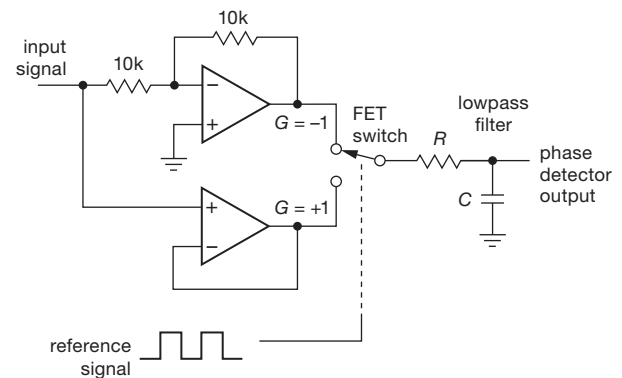 10k
input
signal
10k
−
+
G = −1
FET
switch
lowpass
filter
R
phase
detector
output
C
+
−
G = +1
reference
signal